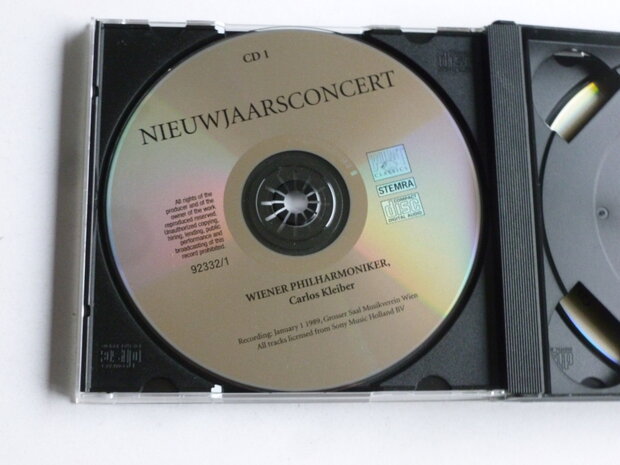 CD 1
NIEUWJAARSCONCERT
All rights of the
producer and of the
owner of the work
reproduced reserved.
Unauthorized copying,
hiring, lending, public
performance and
broadcasting of this
record prohibited.
92332/1
CLASSICS
STEMRA
COMPACT
disc
DIGITAL AUDIO
WIENER PHILHARMONIKER,
Carlos Kleiber
Recording: January 1 1989, Grosser Saal Musikverein Wien
All tracks licensed from Sony Music Holland BV